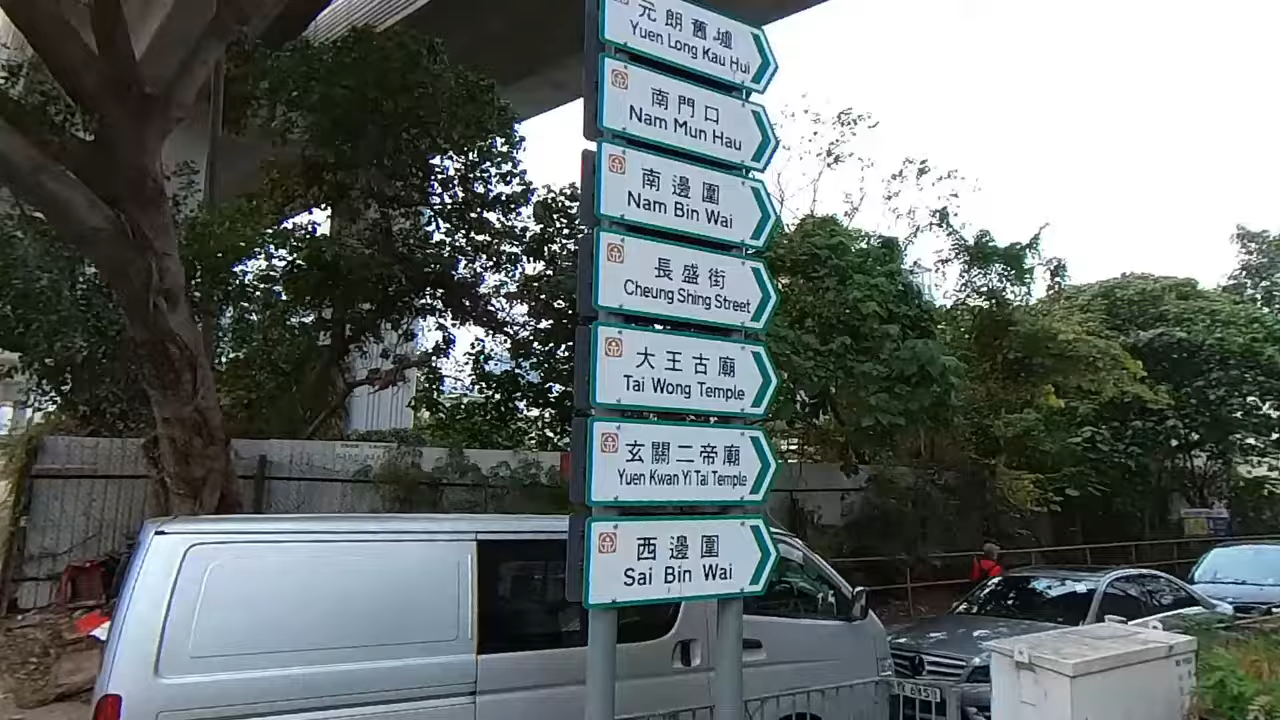 元朗舊墟
Yuen Long Kau Hui
南門口
Nam Mun Hau
南邊圍
Nam Bin Wai
長盛街
Cheung Shing Street
大王古廟
Tai Wong Temple
玄關二帝廟
Yuen Kwan Yi Tai Temple
西邊圍
Sai Bin Wai